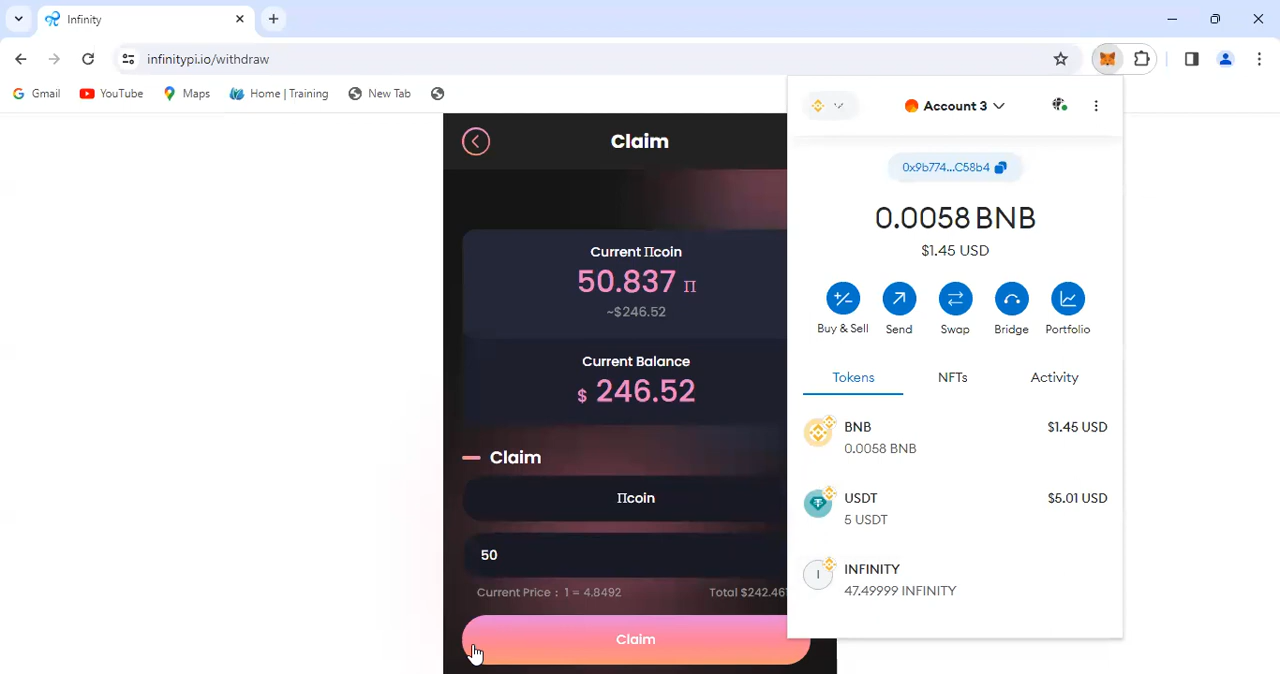 Infinity
infinitypi.io/withdraw
Gmail
YouTube
Maps
Home | Training
New Tab
Claim
Current Πcoin
50.837 Π
~$246.52
Current Balance
$ 246.52
Claim
Πcoin
50
Current Price : 1 = 4.8492
Total $242.461
Claim
Account 3
0x9b774...C58b4
0.0058 BNB
$1.45 USD
Buy & Sell
Send
Swap
Bridge
Portfolio
Tokens
NFTs
Activity
BNB
$1.45 USD
0.0058 BNB
USDT
$5.01 USD
5 USDT
I
INFINITY
47.49999 INFINITY